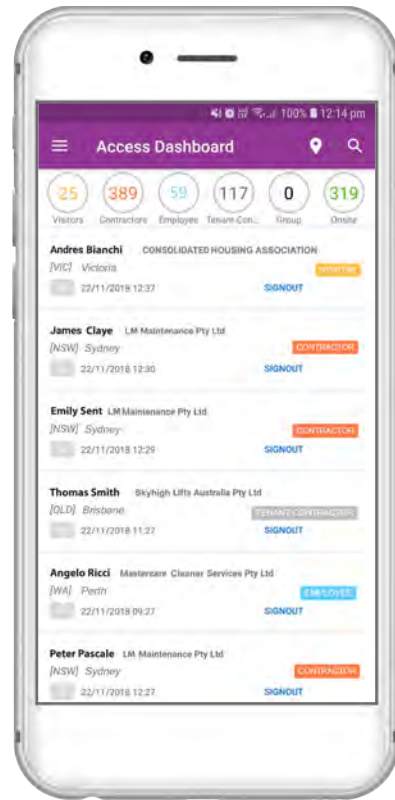 100% 12:14 pm
Access Dashboard
25 389 59 117 0 319
Visitors Contractors Employee Tenant Con... Group Onsite
Andres Bianchi CONSOLIDATED HOUSING ASSOCIATION
[VIC] Victoria
VISITOR
22/11/2018 12:37 SIGNOUT
James Claye LM Maintenance Pty Ltd
[NSW] Sydney
CONTRACTOR
22/11/2018 12:30 SIGNOUT
Emily Sent LM Maintenance Pty Ltd
[NSW] Sydney
CONTRACTOR
22/11/2018 12:29 SIGNOUT
Thomas Smith Skyhigh Lifts Australia Pty Ltd
[QLD] Brisbane
TENANT CONTRACTOR
22/11/2018 11:27 SIGNOUT
Angelo Ricci Mastercare Cleaner Services Pty Ltd
[WA] Perth
EMPLOYEE
22/11/2018 09:27 SIGNOUT
Peter Pascale LM Maintenance Pty Ltd
[NSW] Sydney
CONTRACTOR
22/11/2018 12:27 SIGNOUT